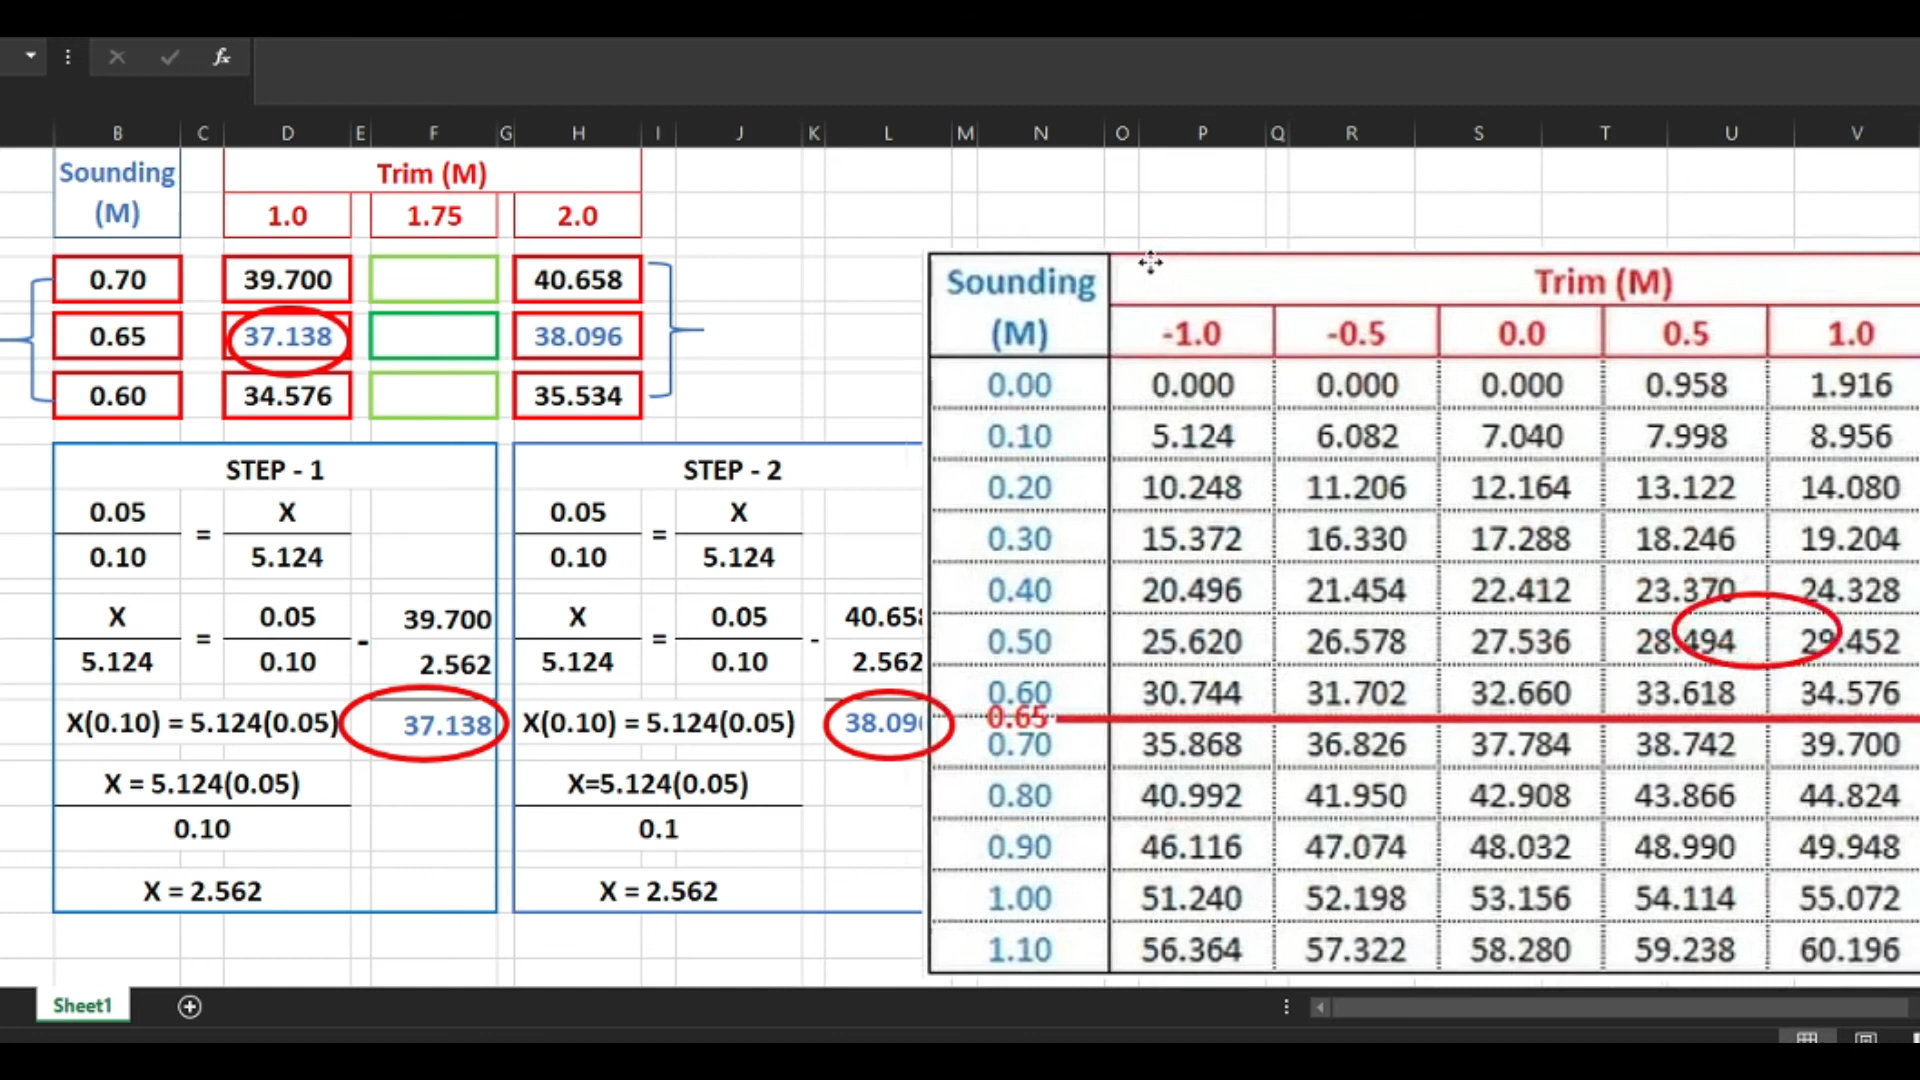 fx
B C D E F G H I J K L M N O P Q R S T U V
Sounding
(M)
Trim (M)
1.0 1.75 2.0
0.70 39.700 40.658
0.65 37.138 38.096
0.60 34.576 35.534
STEP - 1
0.05 X
=
0.10 5.124
X 0.05 39.700
= -
5.124 0.10 2.562
X(0.10) = 5.124(0.05) 37.138
X = 5.124(0.05)
0.10
X = 2.562
STEP - 2
0.05 X
=
0.10 5.124
X 0.05 40.658
= -
5.124 0.10 2.562
X(0.10) = 5.124(0.05) 38.096
X=5.124(0.05)
0.1
X = 2.562
Sounding
(M)
Trim (M)
-1.0 -0.5 0.0 0.5 1.0
0.00 0.000 0.000 0.000 0.958 1.916
0.10 5.124 6.082 7.040 7.998 8.956
0.20 10.248 11.206 12.164 13.122 14.080
0.30 15.372 16.330 17.288 18.246 19.204
0.40 20.496 21.454 22.412 23.370 24.328
0.50 25.620 26.578 27.536 28.494 29.452
0.60 30.744 31.702 32.660 33.618 34.576
0.65
0.70 35.868 36.826 37.784 38.742 39.700
0.80 40.992 41.950 42.908 43.866 44.824
0.90 46.116 47.074 48.032 48.990 49.948
1.00 51.240 52.198 53.156 54.114 55.072
1.10 56.364 57.322 58.280 59.238 60.196
Sheet1